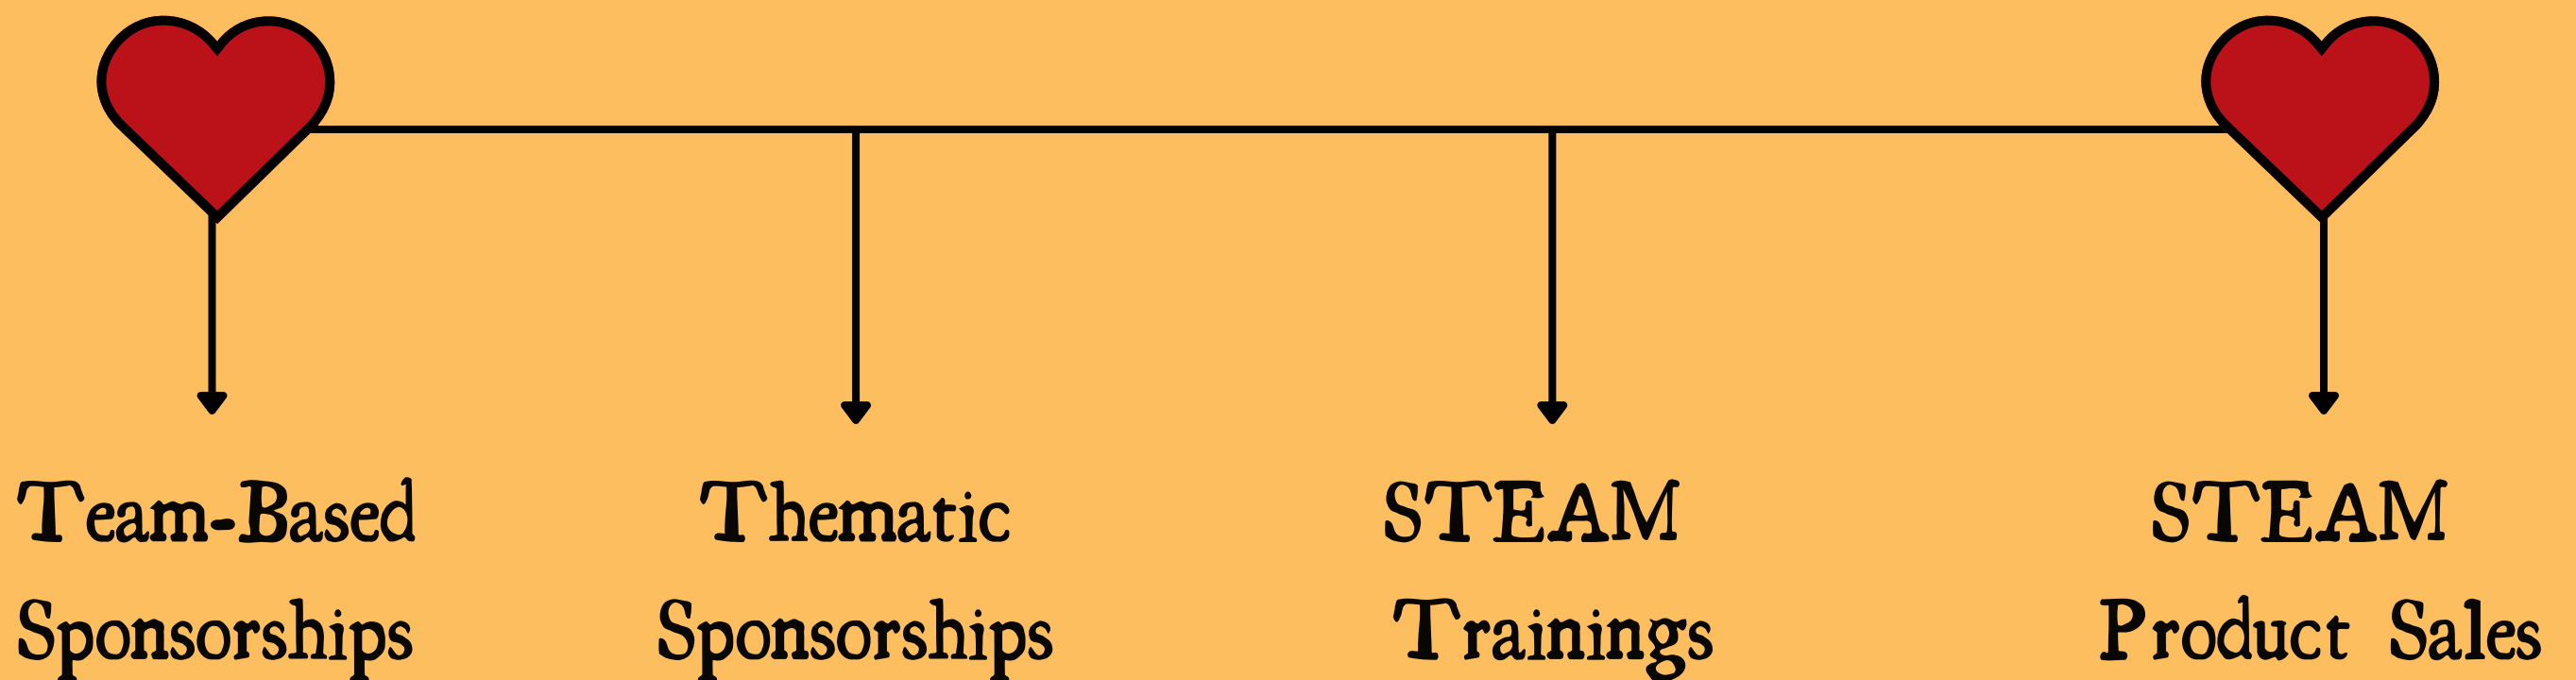 Team-Based
Sponsorships
Thematic
Sponsorships
STEAM
Trainings
STEAM
Product Sales